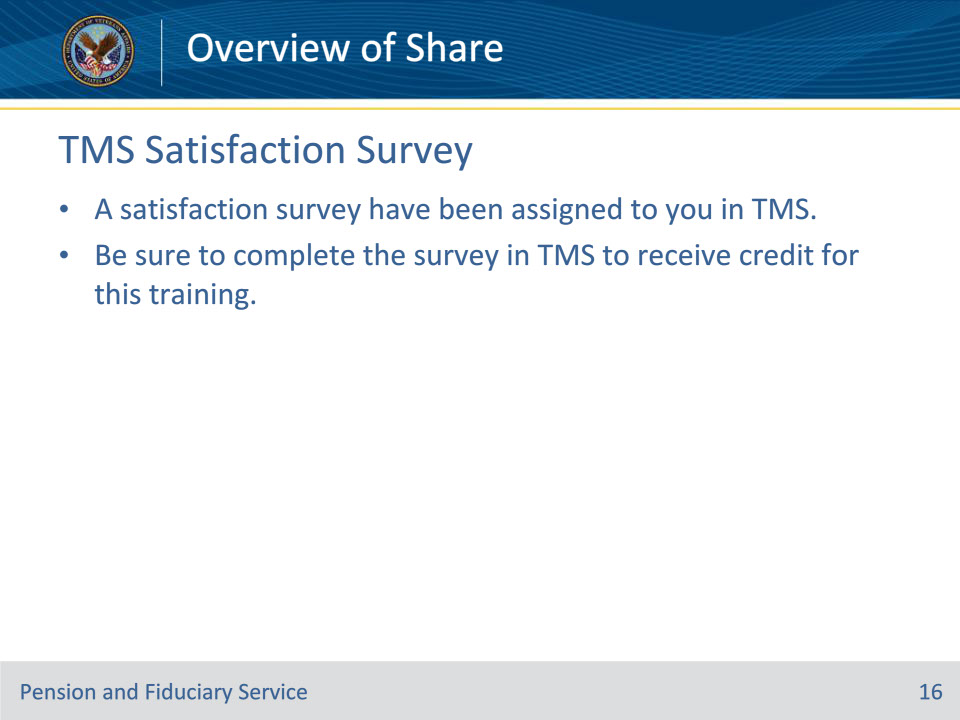 Overview of Share
TMS Satisfaction Survey
• A satisfaction survey have been assigned to you in TMS.
• Be sure to complete the survey in TMS to receive credit for
this training.
Pension and Fiduciary Service
16